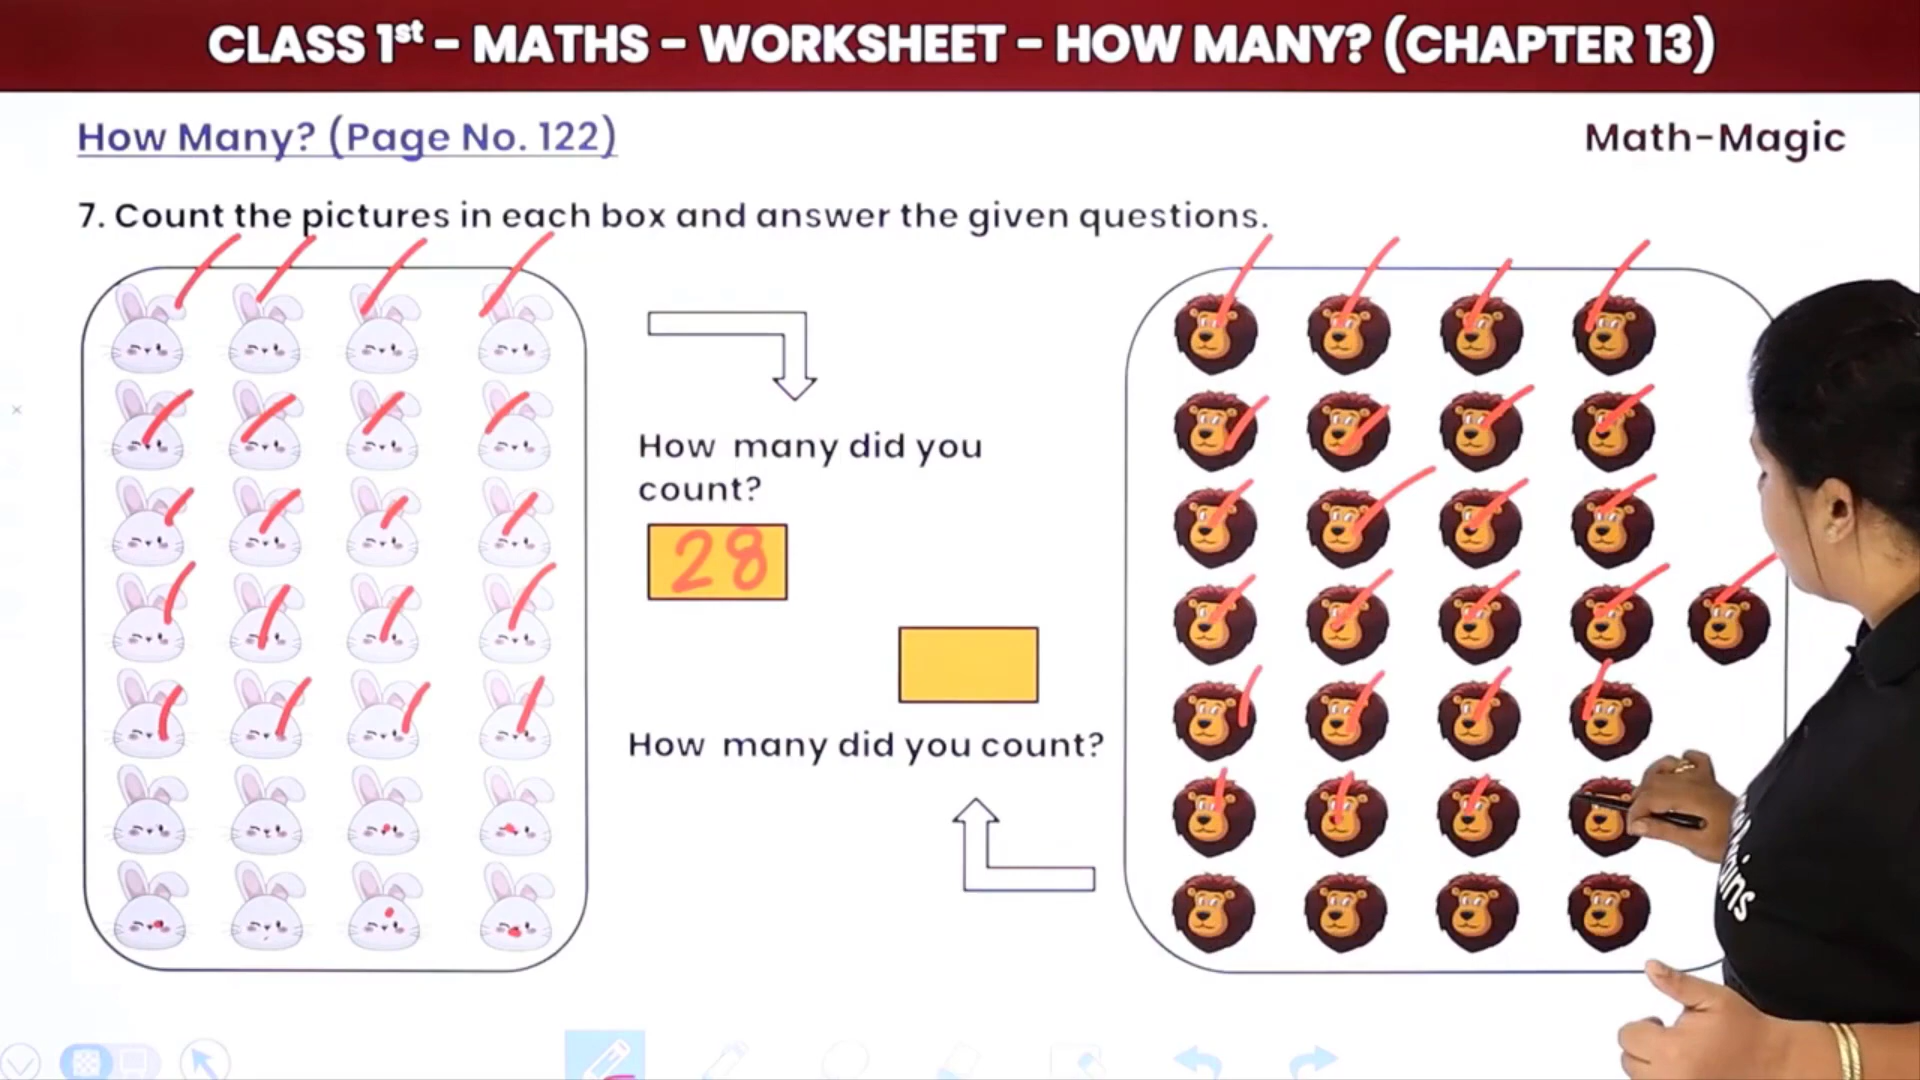 CLASS 1st - MATHS - WORKSHEET - HOW MANY? (CHAPTER 13)
How Many? (Page No. 122)
Math-Magic
7. Count the pictures in each box and answer the given questions.
How many did you
count?
28
How many did you count?